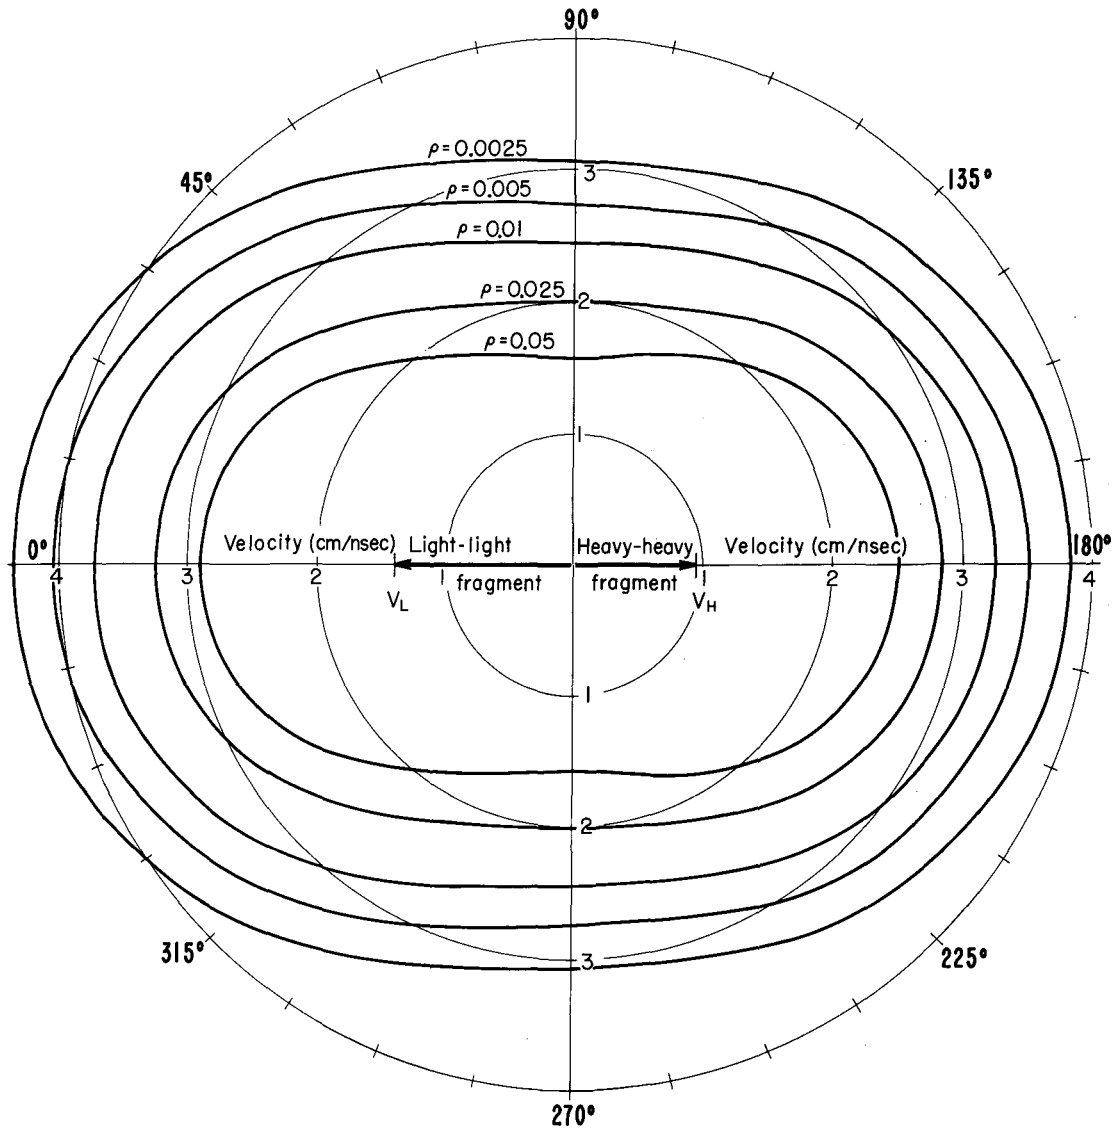 90°
ρ = 0.0025
3
45°
135°
ρ = 0.005
ρ = 0.01
ρ = 0.025
2
ρ = 0.05
1
0°
Velocity (cm/nsec)
Light-light
Heavy-heavy
Velocity (cm/nsec)
180°
4
3
2
1
fragment
fragment
1
2
3
4
V_L
V_H
1
2
315°
3
225°
270°